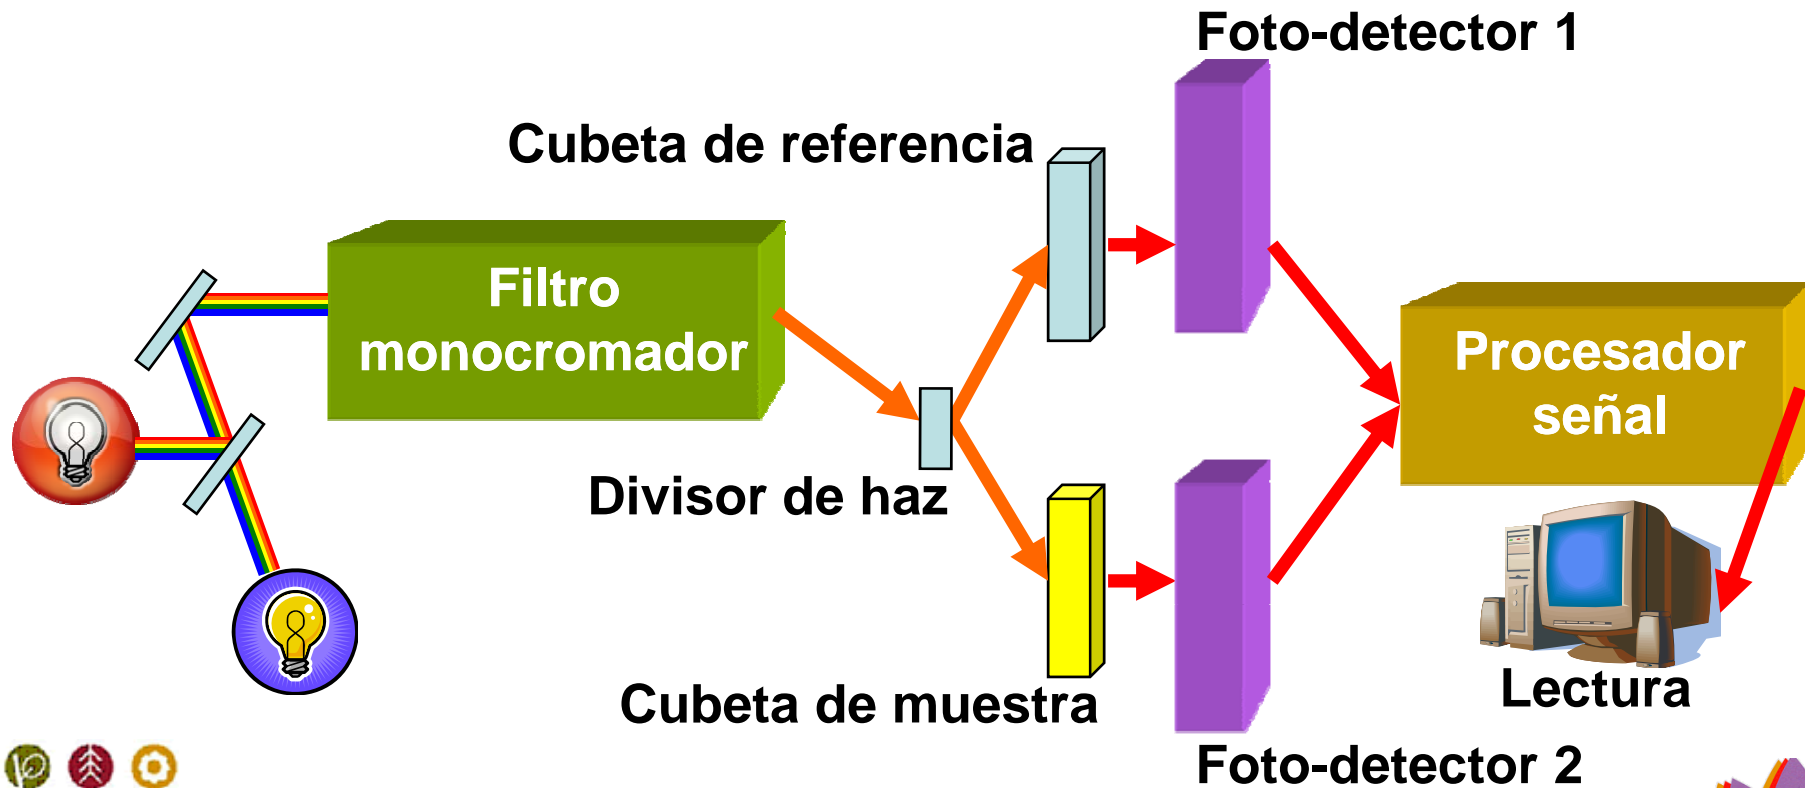 Foto-detector 1
Cubeta de referencia
Filtro
monocromador
Procesador
señal
Divisor de haz
Lectura
Cubeta de muestra
Foto-detector 2